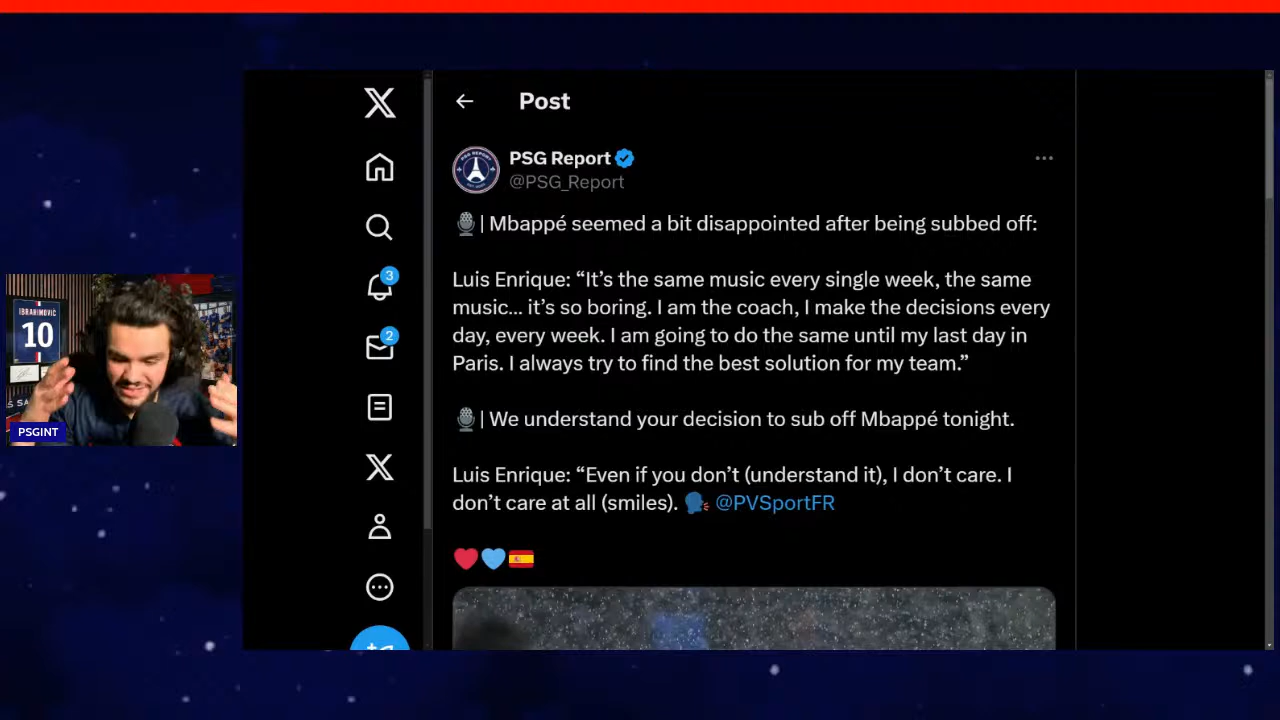 Post
PSG Report
@PSG_Report
🎙️| Mbappé seemed a bit disappointed after being subbed off:
Luis Enrique: “It’s the same music every single week, the same
music... it’s so boring. I am the coach, I make the decisions every
day, every week. I am going to do the same until my last day in
Paris. I always try to find the best solution for my team.”
🎙️| We understand your decision to sub off Mbappé tonight.
Luis Enrique: “Even if you don’t (understand it), I don’t care. I
don’t care at all (smiles). 🗣️ @PVSportFR
❤️🩵🇪🇸
3
2
IBRAHIMOVIĆ
10
PSGINT